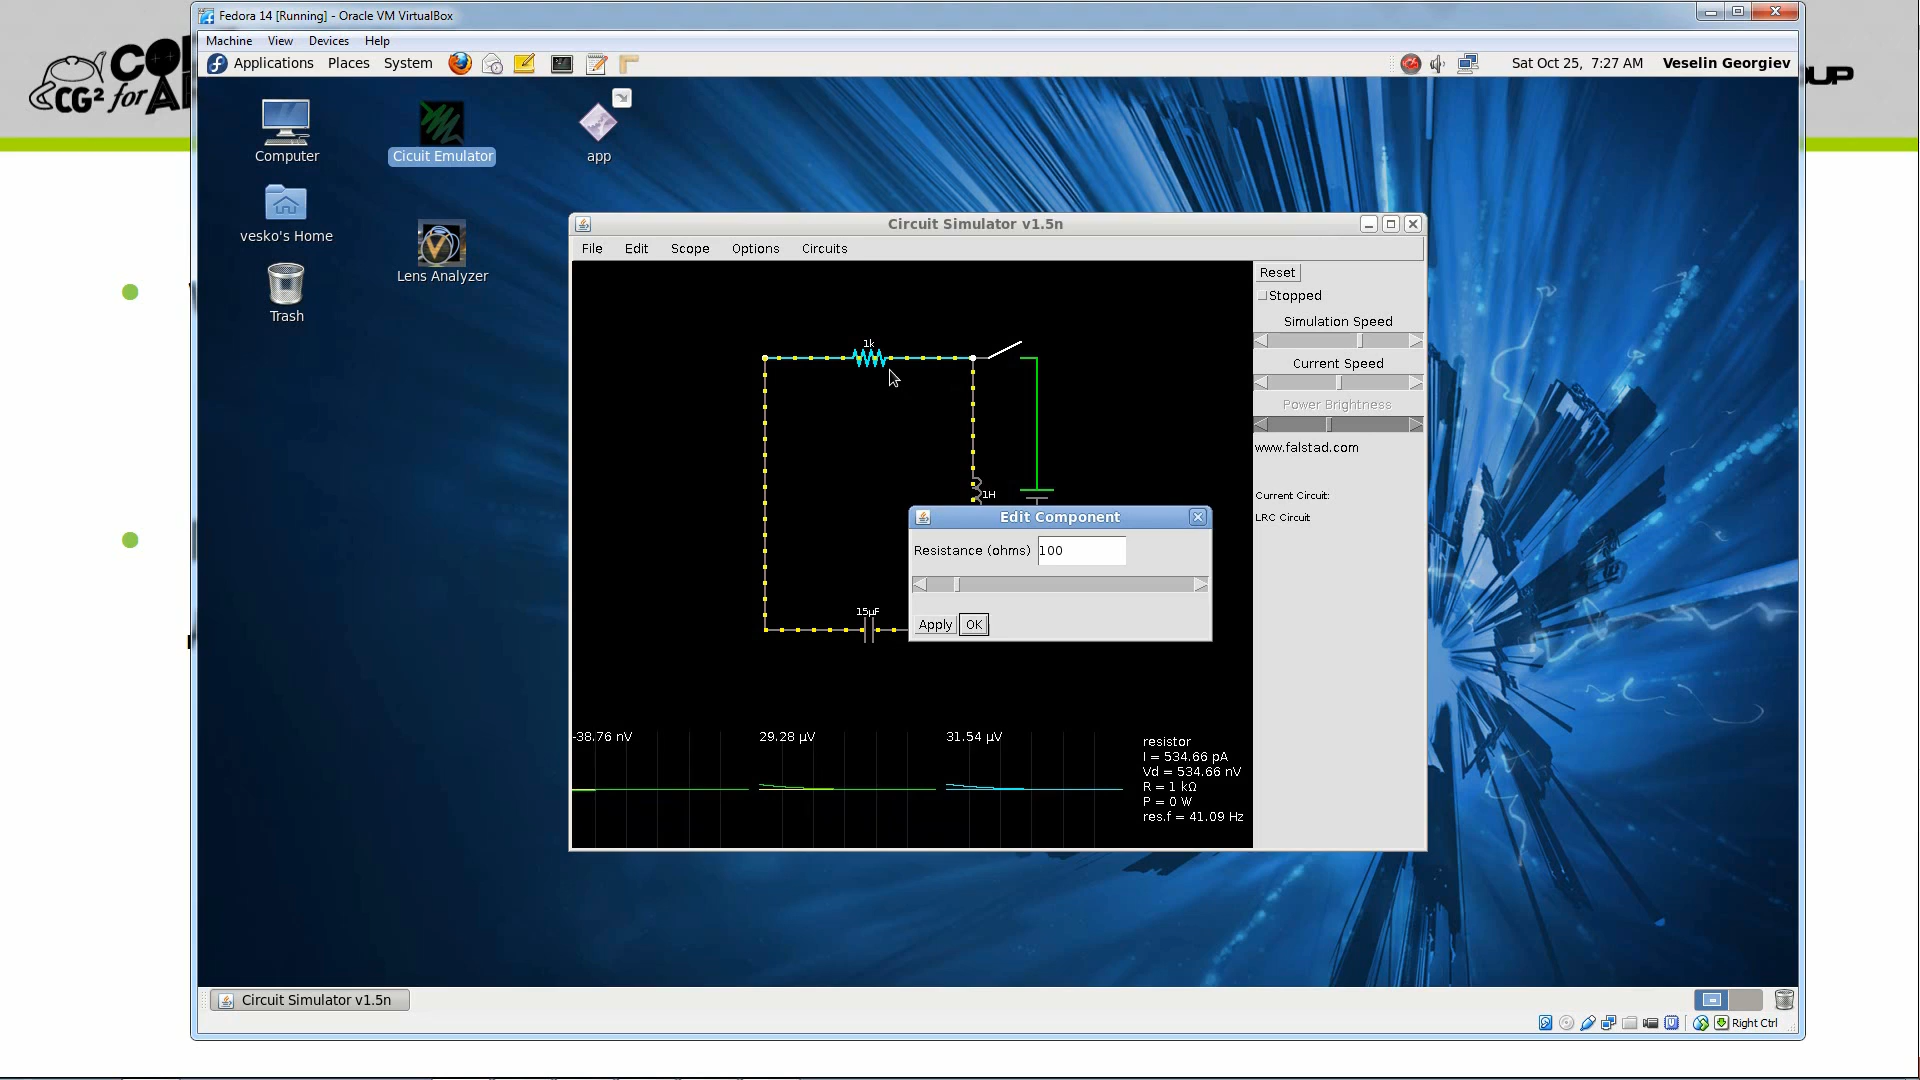 Fedora 14 [Running] - Oracle VM VirtualBox
Machine View Devices Help
Applications Places System
Sat Oct 25, 7:27 AM Veselin Georgiev
CG² for
Computer
Cicuit Emulator
app
vesko's Home
Lens Analyzer
Trash
Circuit Simulator v1.5n
File Edit Scope Options Circuits
Reset
Stopped
Simulation Speed
Current Speed
Power Brightness
www.falstad.com
Current Circuit:
LRC Circuit
1k
1H
Edit Component
Resistance (ohms) 100
Apply OK
15µF
-38.76 nV
29.28 µV
31.54 µV
resistor
I = 534.66 pA
Vd = 534.66 nV
R = 1 kΩ
P = 0 W
res.f = 41.09 Hz
Circuit Simulator v1.5n
Right Ctrl